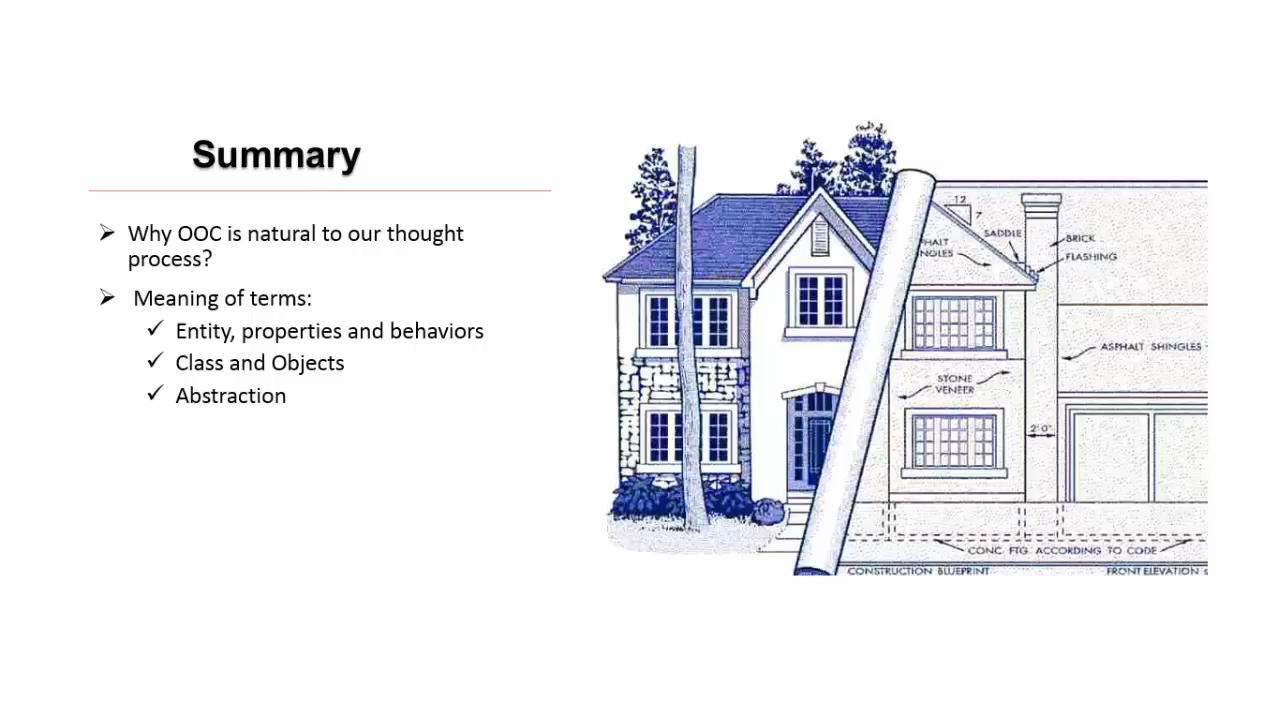 Summary
Why OOC is natural to our thought
process?
Meaning of terms:
Entity, properties and behaviors
Class and Objects
Abstraction
12
7
SADDLE
BRICK
FLASHING
ASPHALT SHINGLES
STONE
VENEER
2'0"
CONC. FTG. ACCORDING TO CODE
CONSTRUCTION BLUEPRINT
FRONT ELEVATION